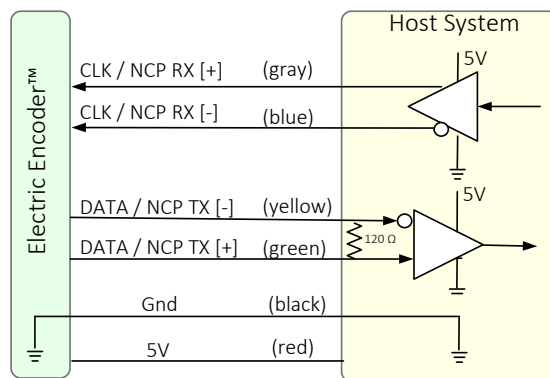 Host System
5V
CLK / NCP RX [+] (gray)
CLK / NCP RX [-] (blue)
Electric Encoder™
5V
DATA / NCP TX [-] (yellow)
120 Ω
DATA / NCP TX [+] (green)
Gnd (black)
5V (red)